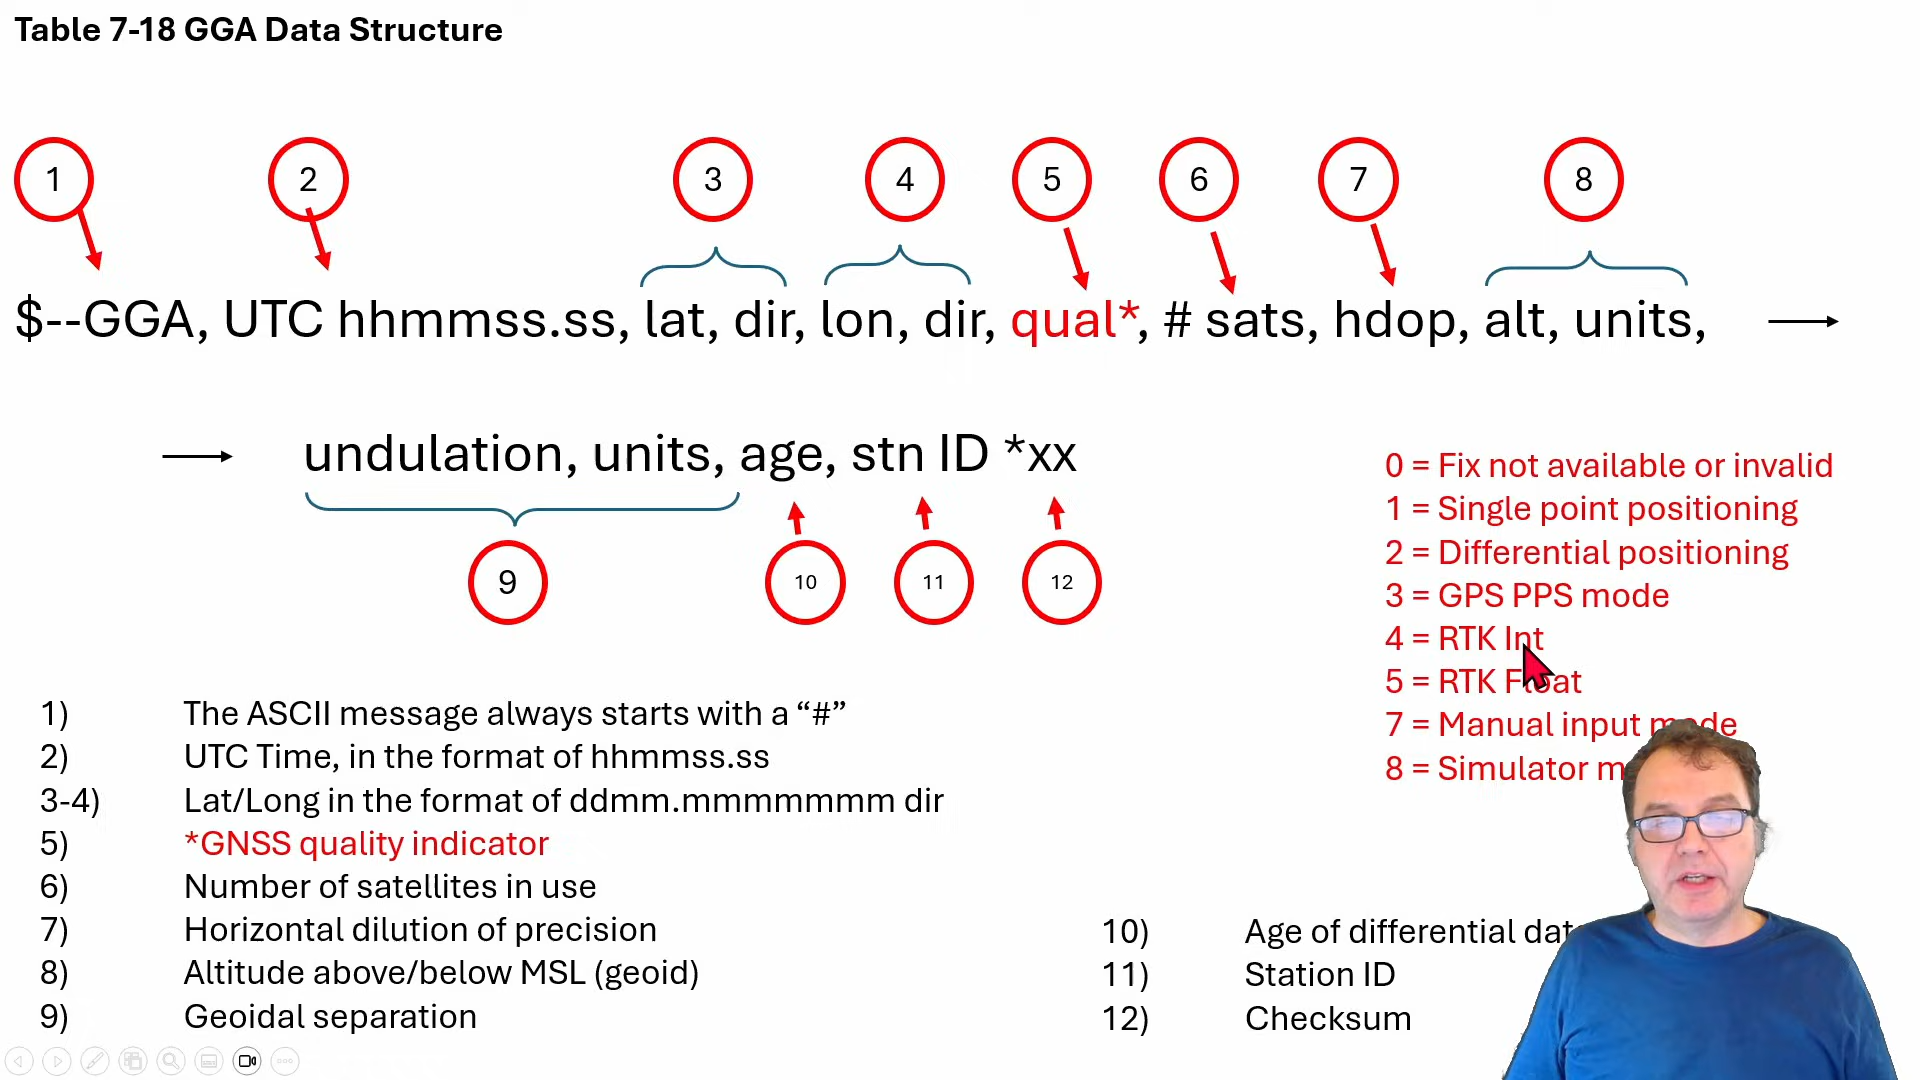 Table 7-18 GGA Data Structure
1 2 3 4 5 6 7 8
$--GGA, UTC hhmmss.ss, lat, dir, lon, dir, qual*, # sats, hdop, alt, units,
undulation, units, age, stn ID *xx
9 10 11 12
0 = Fix not available or invalid
1 = Single point positioning
2 = Differential positioning
3 = GPS PPS mode
4 = RTK Int
5 = RTK Float
7 = Manual input mode
8 = Simulator m
1) The ASCII message always starts with a “#”
2) UTC Time, in the format of hhmmss.ss
3-4) Lat/Long in the format of ddmm.mmmmmmm dir
5) *GNSS quality indicator
6) Number of satellites in use
7) Horizontal dilution of precision
8) Altitude above/below MSL (geoid)
9) Geoidal separation
10) Age of differential dat
11) Station ID
12) Checksum